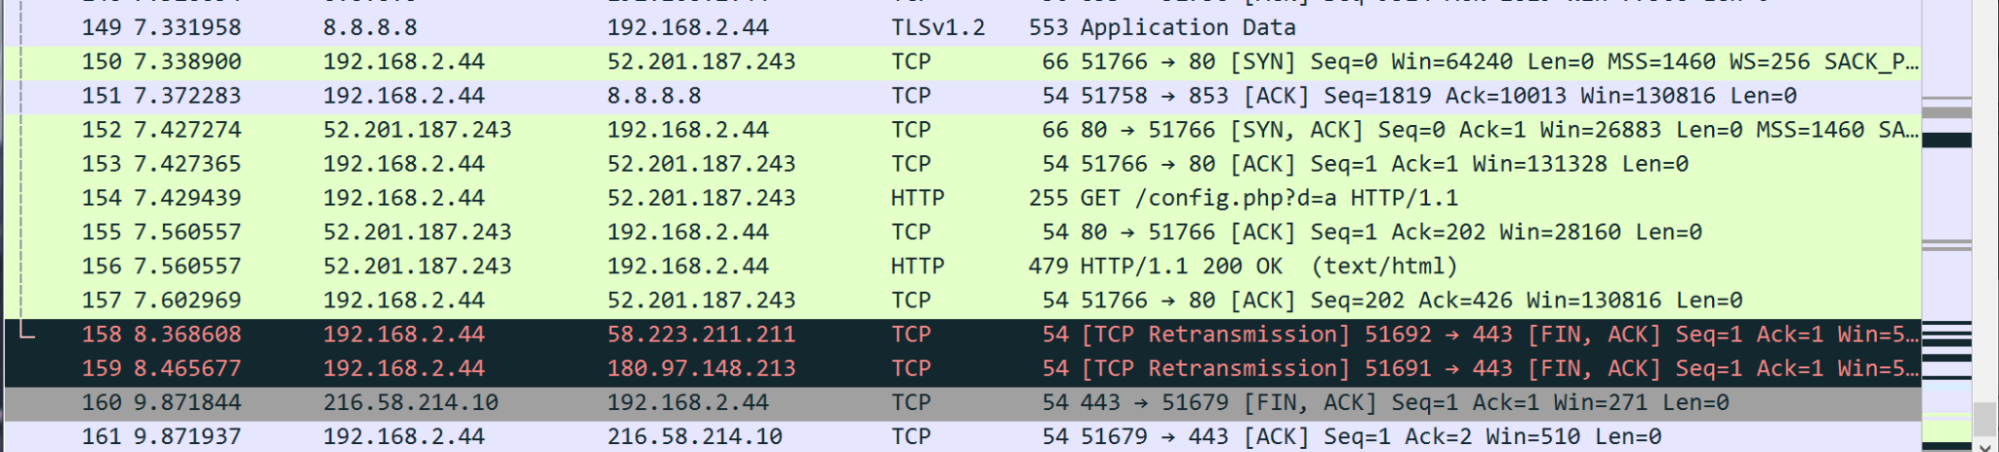 149 7.331958 8.8.8.8 192.168.2.44 TLSv1.2 553 Application Data
150 7.338900 192.168.2.44 52.201.187.243 TCP 66 51766 → 80 [SYN] Seq=0 Win=64240 Len=0 MSS=1460 WS=256 SACK_P…
151 7.372283 192.168.2.44 8.8.8.8 TCP 54 51758 → 853 [ACK] Seq=1819 Ack=10013 Win=130816 Len=0
152 7.427274 52.201.187.243 192.168.2.44 TCP 66 80 → 51766 [SYN, ACK] Seq=0 Ack=1 Win=26883 Len=0 MSS=1460 SA…
153 7.427365 192.168.2.44 52.201.187.243 TCP 54 51766 → 80 [ACK] Seq=1 Ack=1 Win=131328 Len=0
154 7.429439 192.168.2.44 52.201.187.243 HTTP 255 GET /config.php?d=a HTTP/1.1
155 7.560557 52.201.187.243 192.168.2.44 TCP 54 80 → 51766 [ACK] Seq=1 Ack=202 Win=28160 Len=0
156 7.560557 52.201.187.243 192.168.2.44 HTTP 479 HTTP/1.1 200 OK (text/html)
157 7.602969 192.168.2.44 52.201.187.243 TCP 54 51766 → 80 [ACK] Seq=202 Ack=426 Win=130816 Len=0
158 8.368608 192.168.2.44 58.223.211.211 TCP 54 [TCP Retransmission] 51692 → 443 [FIN, ACK] Seq=1 Ack=1 Win=5…
159 8.465677 192.168.2.44 180.97.148.213 TCP 54 [TCP Retransmission] 51691 → 443 [FIN, ACK] Seq=1 Ack=1 Win=5…
160 9.871844 216.58.214.10 192.168.2.44 TCP 54 443 → 51679 [FIN, ACK] Seq=1 Ack=1 Win=271 Len=0
161 9.871937 192.168.2.44 216.58.214.10 TCP 54 51679 → 443 [ACK] Seq=1 Ack=2 Win=510 Len=0